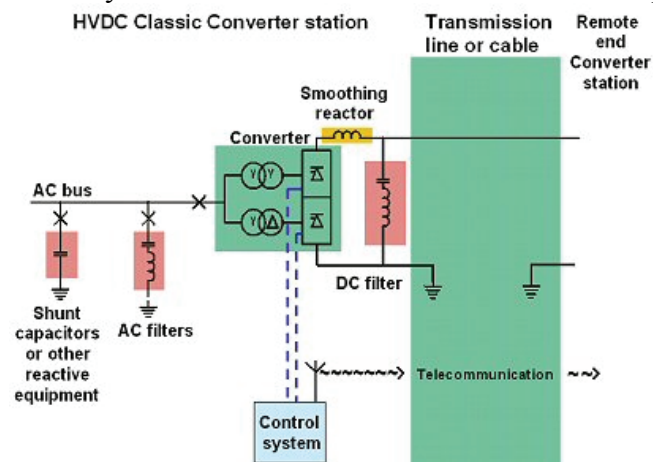 HVDC Classic Converter station
Transmission
line or cable
Remote
end
Converter
station
Smoothing
reactor
Converter
AC bus
Y Y
Y Δ
DC filter
Shunt
capacitors
or other
reactive
equipment
AC filters
Telecommunication
Control
system